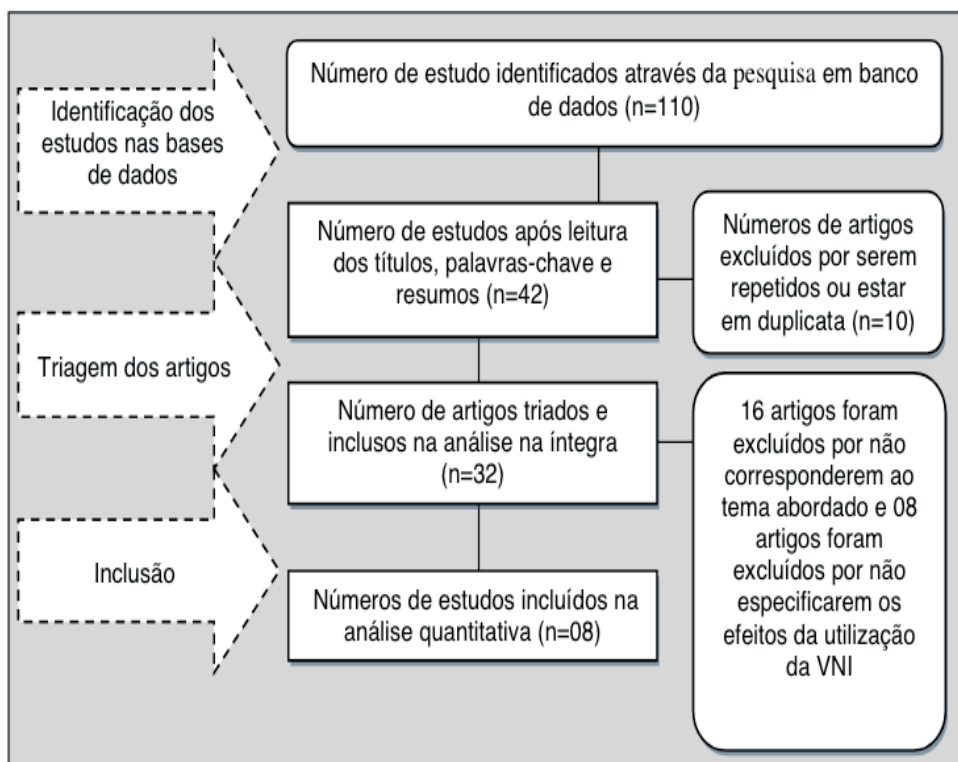 Identificação dos
estudos nas bases
de dados
Número de estudo identificados através da pesquisa em banco
de dados (n=110)
Número de estudos após leitura
dos títulos, palavras-chave e
resumos (n=42)
Números de artigos
excluídos por serem
repetidos ou estar
em duplicata (n=10)
Triagem dos artigos
Número de artigos triados e
inclusos na análise na íntegra
(n=32)
16 artigos foram
excluídos por não
corresponderem ao
tema abordado e 08
artigos foram
excluídos por não
especificarem os
efeitos da utilização
da VNI
Inclusão
Números de estudos incluídos na
análise quantitativa (n=08)